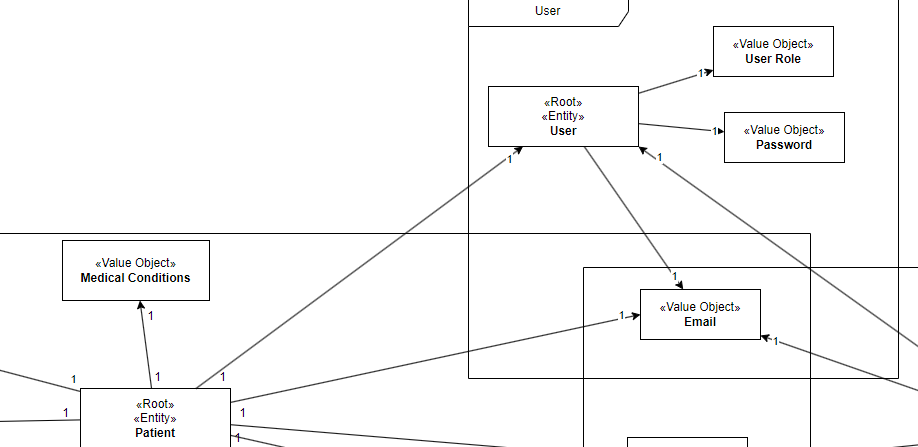 User
«Value Object»
User Role
1
«Root»
«Entity»
User
1
«Value Object»
Password
1
1
«Value Object»
Medical Conditions
1
1
«Value Object»
Email
1
1
1
1
1
«Root»
«Entity»
Patient
1
1
1